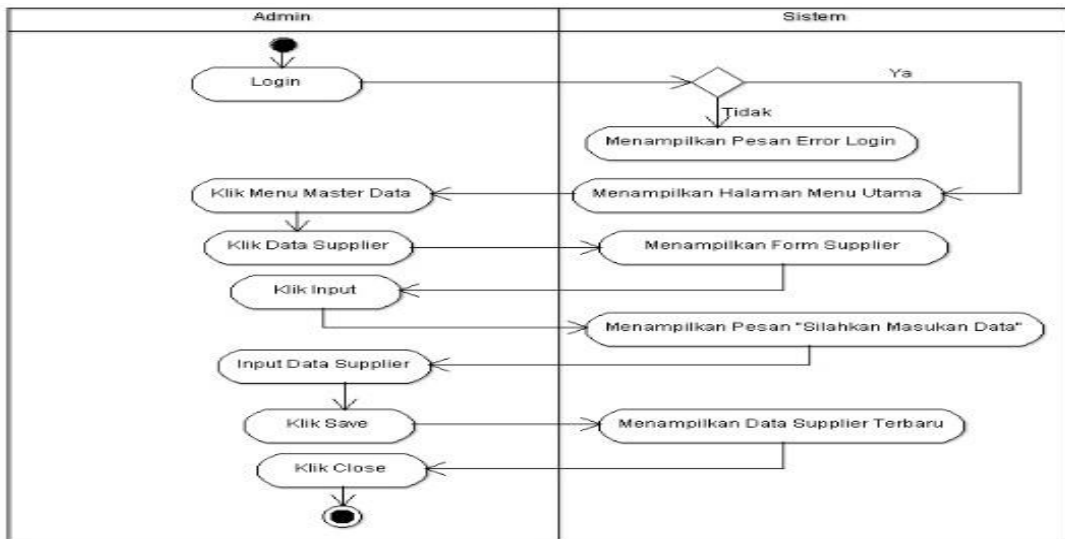 Admin
Sistem
Login
Ya
Tidak
Menampilkan Pesan Error Login
Klik Menu Master Data
Menampilkan Halaman Menu Utama
Klik Data Supplier
Menampilkan Form Supplier
Klik Input
Menampilkan Pesan "Silahkan Masukan Data"
Input Data Supplier
Klik Save
Menampilkan Data Supplier Terbaru
Klik Close